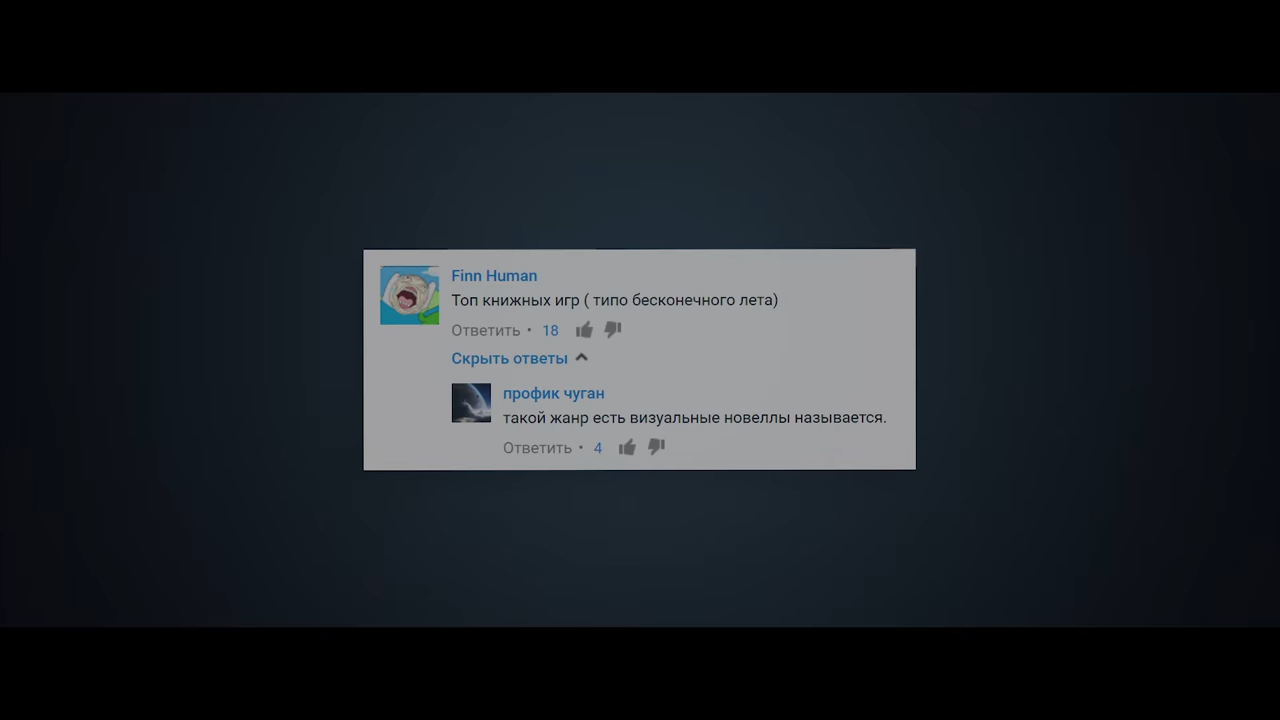 Finn Human
Топ книжных игр ( типо бесконечного лета)
Ответить • 18
Скрыть ответы
профик чуган
такой жанр есть визуальные новеллы называется.
Ответить • 4